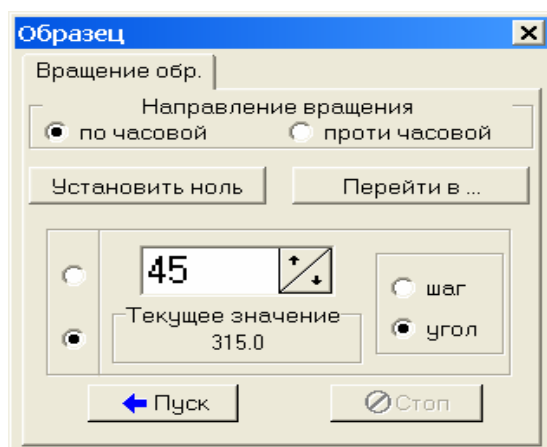 Образец
Вращение обр.
Направление вращения
по часовой проти часовой
Установить ноль Перейти в ...
45
шаг
Текущее значение
315.0
угол
Пуск Стоп